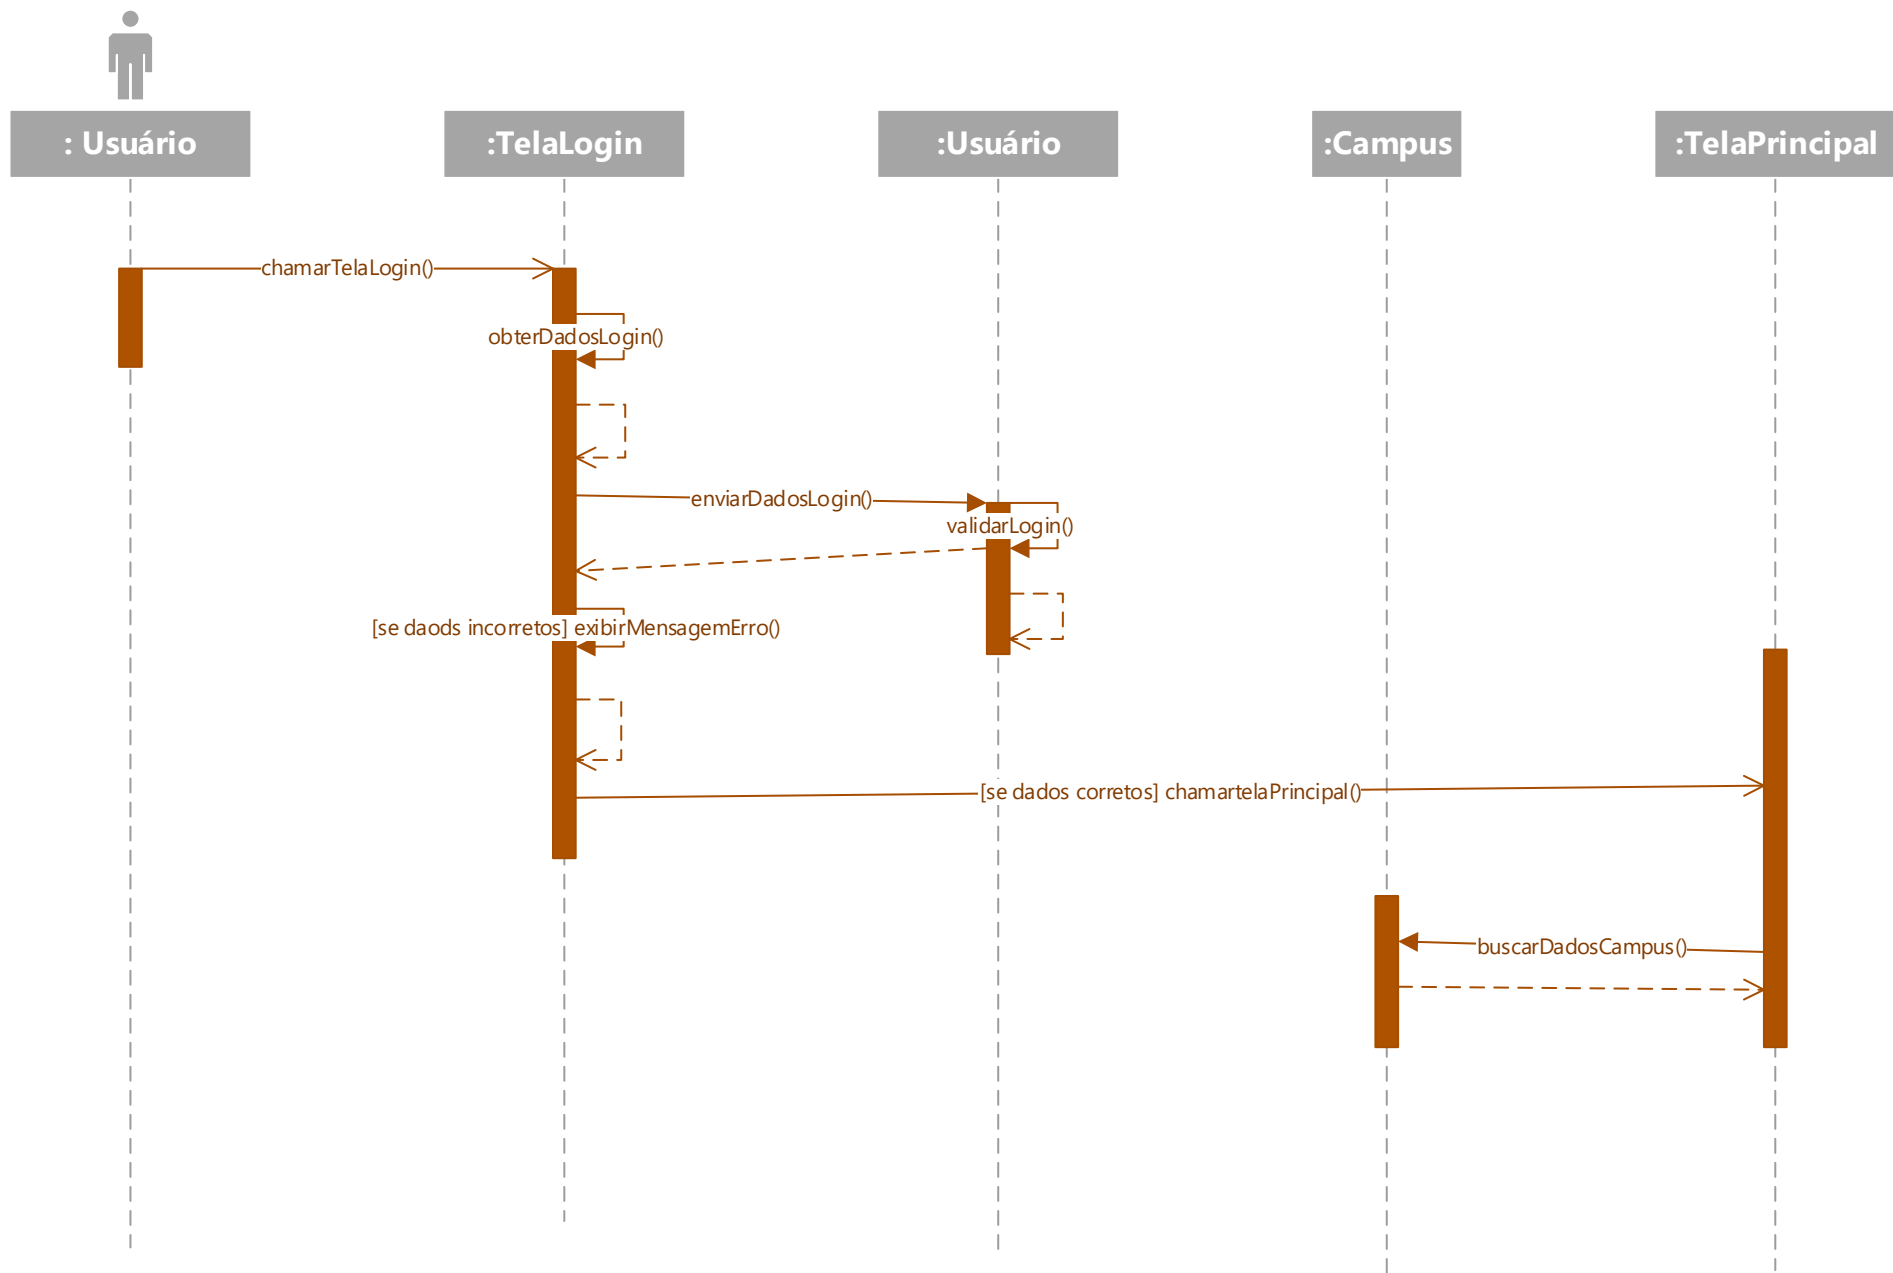 : Usuário
:TelaLogin
:Usuário
:Campus
:TelaPrincipal
chamarTelaLogin()
obterDadosLogin()
enviarDadosLogin()
validarLogin()
[se daods incorretos] exibirMensagemErro()
[se dados corretos] chamartelaPrincipal()
buscarDadosCampus()